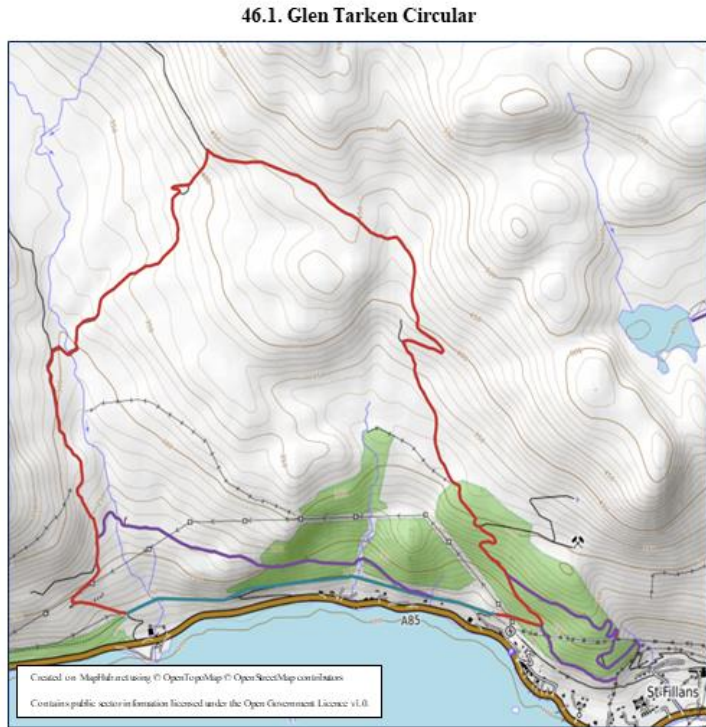 46.1. Glen Tarken Circular
A85
St Fillans
Created on MapHub.net using © OpenTopoMap © OpenStreetMap contributors
Contains public sector information licensed under the Open Government Licence v1.0.